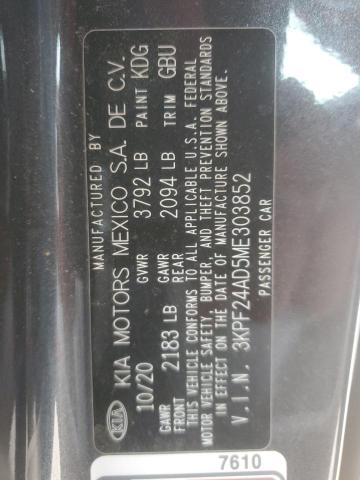 MANUFACTURED BY
KIA KIA MOTORS MEXICO S.A. DE C.V.
10/20 GVWR 3792 LB PAINT KDG
GAWR FRONT 2183 LB GAWR REAR 2094 LB TRIM GBU
THIS VEHICLE CONFORMS TO ALL APPLICABLE U.S.A. FEDERAL
MOTOR VEHICLE SAFETY, BUMPER, AND THEFT PREVENTION STANDARDS
IN EFFECT ON THE DATE OF MANUFACTURE SHOWN ABOVE.
V.I.N. 3KPF24AD5ME303852
PASSENGER CAR
7610